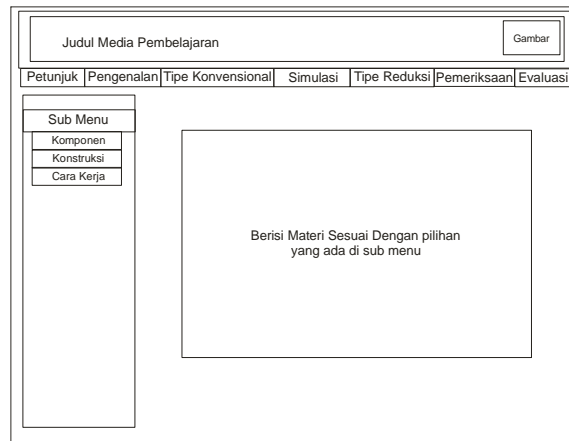 Judul Media Pembelajaran
Gambar
Petunjuk Pengenalan Tipe Konvensional Simulasi Tipe Reduksi Pemeriksaan Evaluasi
Sub Menu
Komponen
Konstruksi
Cara Kerja
Berisi Materi Sesuai Dengan pilihan
yang ada di sub menu